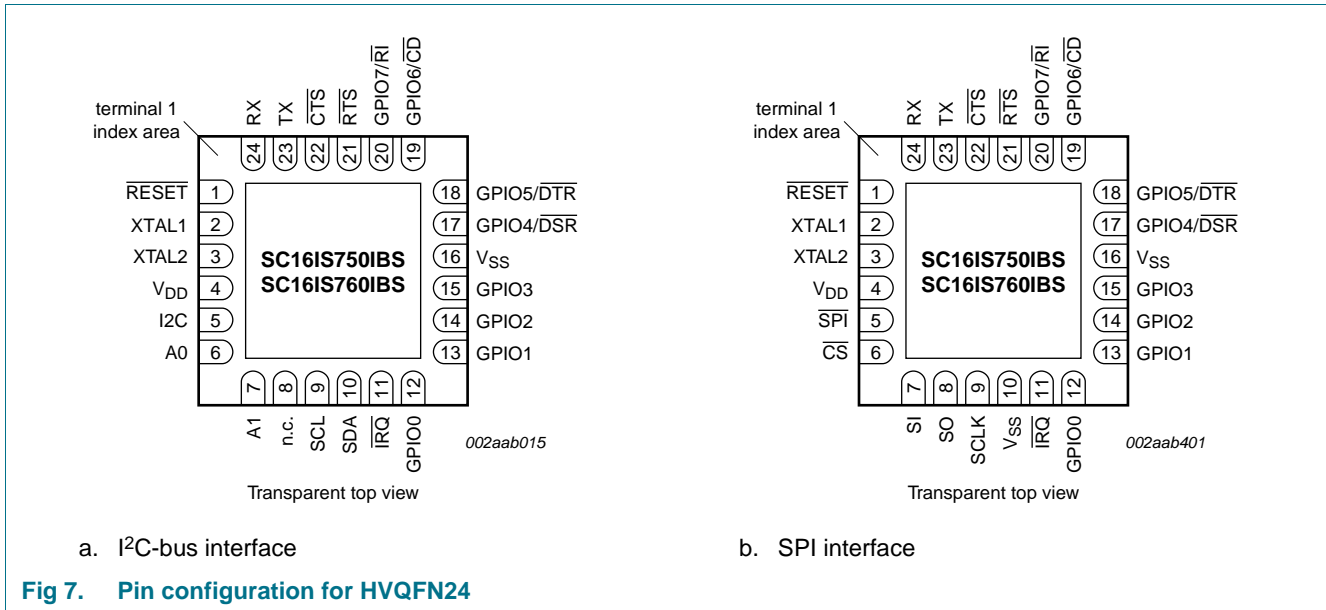 terminal 1
index area
RX
TX
CTS
RTS
GPIO7/RI
GPIO6/CD
24
23
22
21
20
19
RESET 1
XTAL1 2
XTAL2 3
VDD 4
I2C 5
A0 6
SC16IS750IBS
SC16IS760IBS
18 GPIO5/DTR
17 GPIO4/DSR
16 VSS
15 GPIO3
14 GPIO2
13 GPIO1
7
8
9
10
11
12
A1
n.c.
SCL
SDA
IRQ
GPIO0
002aab015
Transparent top view
a. I2C-bus interface
terminal 1
index area
RX
TX
CTS
RTS
GPIO7/RI
GPIO6/CD
24
23
22
21
20
19
RESET 1
XTAL1 2
XTAL2 3
VDD 4
SPI 5
CS 6
SC16IS750IBS
SC16IS760IBS
18 GPIO5/DTR
17 GPIO4/DSR
16 VSS
15 GPIO3
14 GPIO2
13 GPIO1
7
8
9
10
11
12
SI
SO
SCLK
VSS
IRQ
GPIO0
002aab401
Transparent top view
b. SPI interface
Fig 7. Pin configuration for HVQFN24